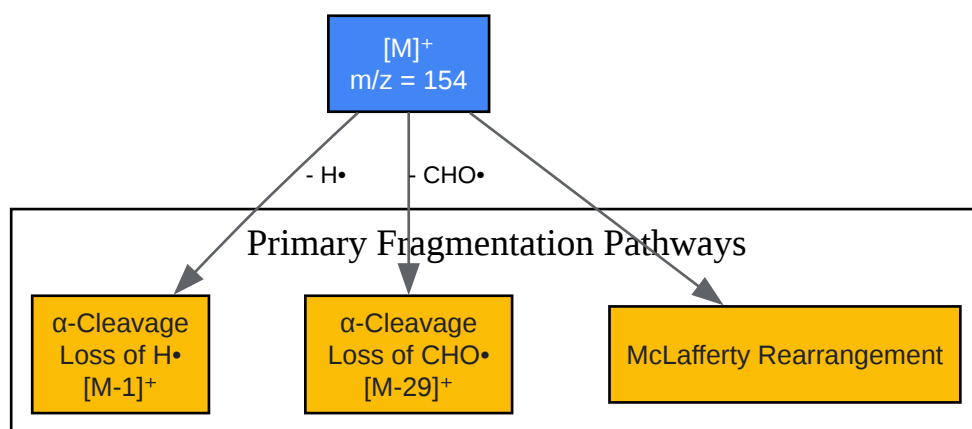 [M]⁺
m/z = 154
- H•
- CHO•
Primary Fragmentation Pathways
α-Cleavage
Loss of H•
[M-1]⁺
α-Cleavage
Loss of CHO•
[M-29]⁺
McLafferty Rearrangement